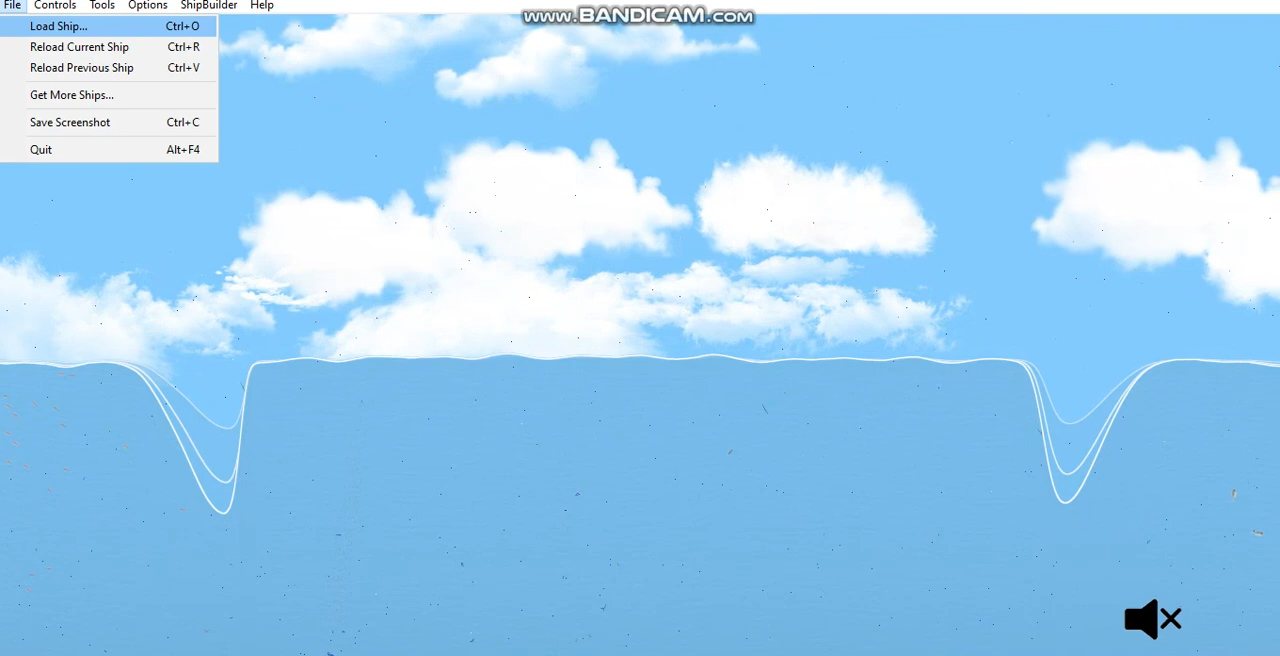 File Controls Tools Options ShipBuilder Help
www.BANDICAM.com
Load Ship... Ctrl+O
Reload Current Ship Ctrl+R
Reload Previous Ship Ctrl+V
Get More Ships...
Save Screenshot Ctrl+C
Quit Alt+F4